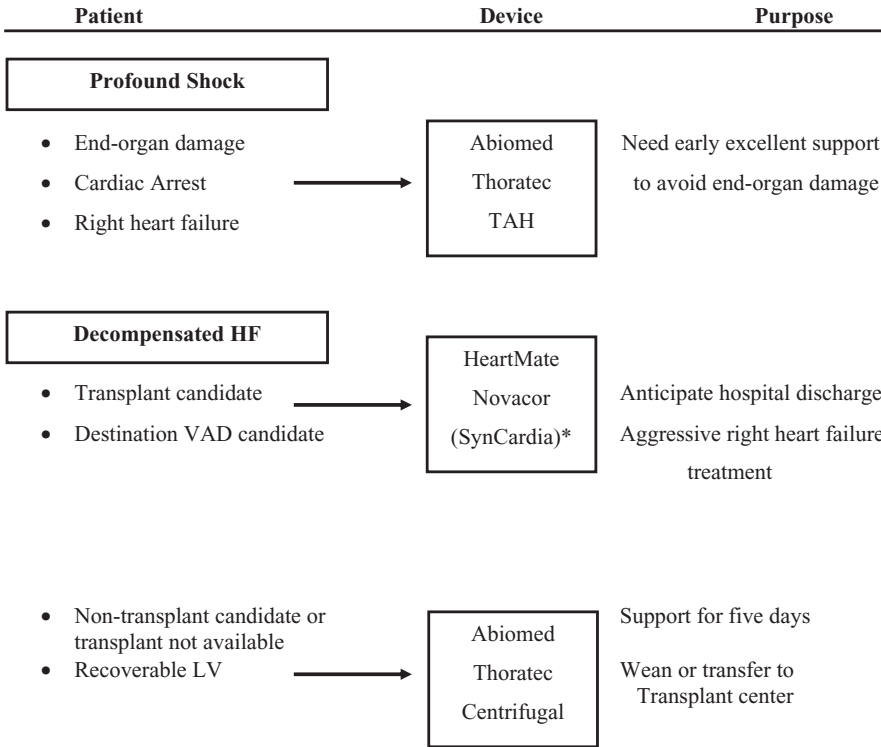 Patient Device Purpose
Profound Shock
• End-organ damage
• Cardiac Arrest
• Right heart failure
Abiomed
Thoratec
TAH
Need early excellent support
to avoid end-organ damage
Decompensated HF
• Transplant candidate
• Destination VAD candidate
HeartMate
Novacor
(SynCardia)*
Anticipate hospital discharge
Aggressive right heart failure
treatment
• Non-transplant candidate or
transplant not available
• Recoverable LV
Abiomed
Thoratec
Centrifugal
Support for five days
Wean or transfer to
Transplant center